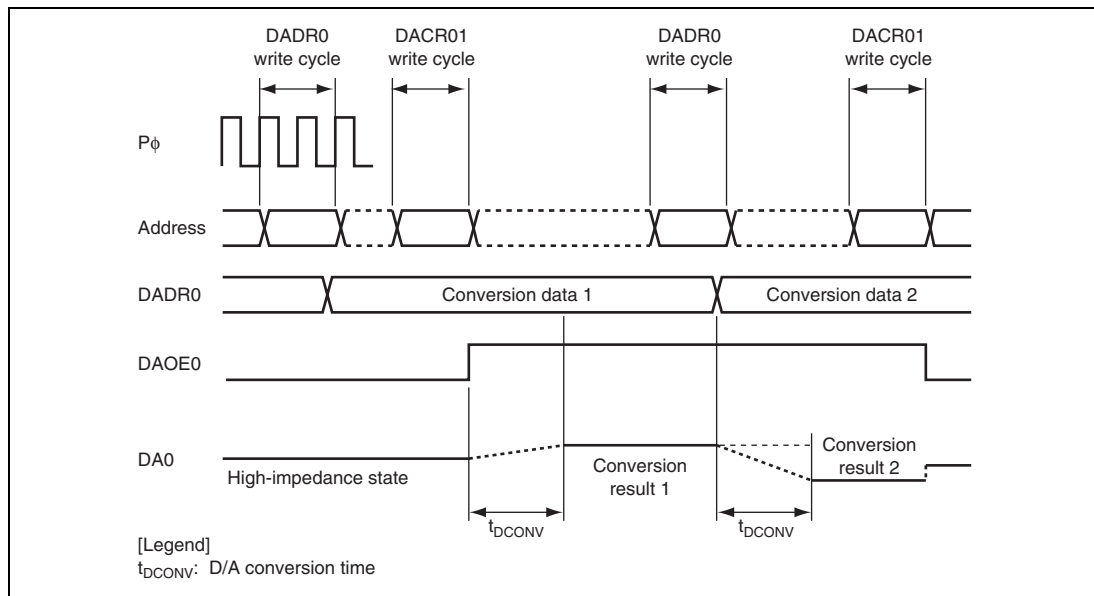 DADR0
write cycle
DACR01
write cycle
DADR0
write cycle
DACR01
write cycle
Pϕ
Address
DADR0
Conversion data 1
Conversion data 2
DAOE0
DA0
High-impedance state
Conversion
result 1
Conversion
result 2
tDCONV
tDCONV
[Legend]
tDCONV: D/A conversion time